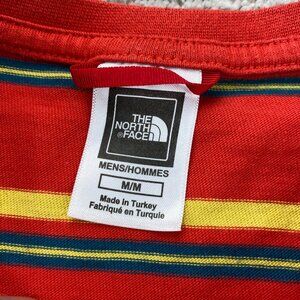 THE
NORTH
FACE
MENS/HOMMES
M/M
Made in Turkey
Fabriqué en Turquie